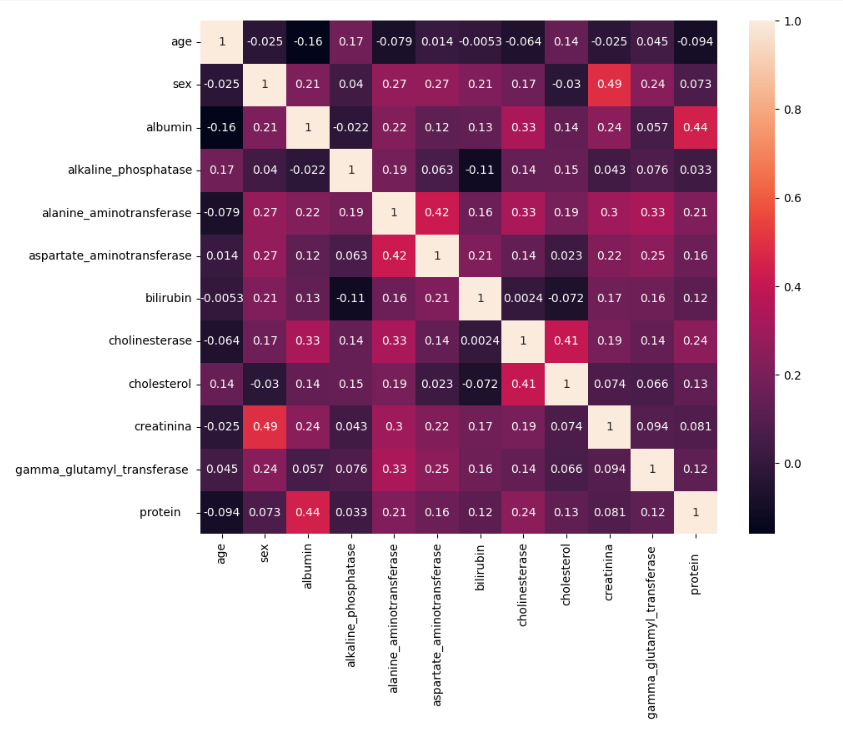 age 1 -0.025 -0.16 0.17 -0.079 0.014 -0.0053 -0.064 0.14 -0.025 0.045 -0.094
sex -0.025 1 0.21 0.04 0.27 0.27 0.21 0.17 -0.03 0.49 0.24 0.073
albumin -0.16 0.21 1 -0.022 0.22 0.12 0.13 0.33 0.14 0.24 0.057 0.44
alkaline_phosphatase 0.17 0.04 -0.022 1 0.19 0.063 -0.11 0.14 0.15 0.043 0.076 0.033
alanine_aminotransferase -0.079 0.27 0.22 0.19 1 0.42 0.16 0.33 0.19 0.3 0.33 0.21
aspartate_aminotransferase 0.014 0.27 0.12 0.063 0.42 1 0.21 0.14 0.023 0.22 0.25 0.16
bilirubin -0.0053 0.21 0.13 -0.11 0.16 0.21 1 0.0024 -0.072 0.17 0.16 0.12
cholinesterase -0.064 0.17 0.33 0.14 0.33 0.14 0.0024 1 0.41 0.19 0.14 0.24
cholesterol 0.14 -0.03 0.14 0.15 0.19 0.023 -0.072 0.41 1 0.074 0.066 0.13
creatinina -0.025 0.49 0.24 0.043 0.3 0.22 0.17 0.19 0.074 1 0.094 0.081
gamma_glutamyl_transferase 0.045 0.24 0.057 0.076 0.33 0.25 0.16 0.14 0.066 0.094 1 0.12
protein -0.094 0.073 0.44 0.033 0.21 0.16 0.12 0.24 0.13 0.081 0.12 1
age
sex
albumin
alkaline_phosphatase
alanine_aminotransferase
aspartate_aminotransferase
bilirubin
cholinesterase
cholesterol
creatinina
gamma_glutamyl_transferase
protein
1.0
0.8
0.6
0.4
0.2
0.0